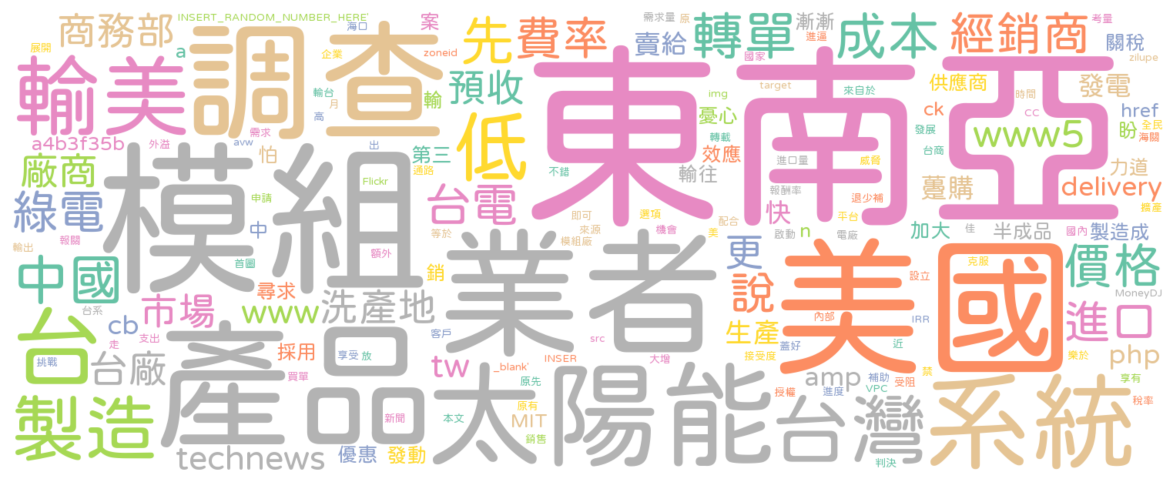 INSERT_RANDOM_NUMBER_HERE'
海口
案
需求量
原
漸漸
進逼
考量
商務部
展開
a
企業
zoneid
先
費率
賣給
轉單
成本
經銷商
關稅
國家
zilupe
輸美
調查
輸台
月
輸
預收
東南亞
img
target
來自於
供應商
發電
時間
cc
href
a4b3f35b
需求
高
外溢
avw
出
低
憂心
轉載
ck
發展
www5
盼
全民
海關
廠商
怕
模組
第三
通路
效應
進口量
威脅
台商
力道
Flickr
不錯
輸往
躉購
delivery
綠電
申請
台電
選項
配合
快
報酬率
退少補
標產
即可
中
來源
機會
美
平台
n
加大
佳
半成品
國內
製造成
輸出
報關
額外
等於
模組廠
啟動
電廠
中國
首圖
業者
更
美國
克服
價格
尋求
銷
說
設立
MoneyDJ
市場
www
洗產地
台系
支出
內部
IRR
進口
台
cb
客戶
生產
蓋好
近
走
src
接受度
採用
挑戰
享受
放
tw
INSER
大增
樂於
php
台廠
產品
_blank'
amp
補助
受阻
禁
享有
買單
原先
太陽能
授權
進度
VPC
稅率
製造
新聞
本文
原有
MIT
台灣
系統
銷售
technews
優惠
發動
判決